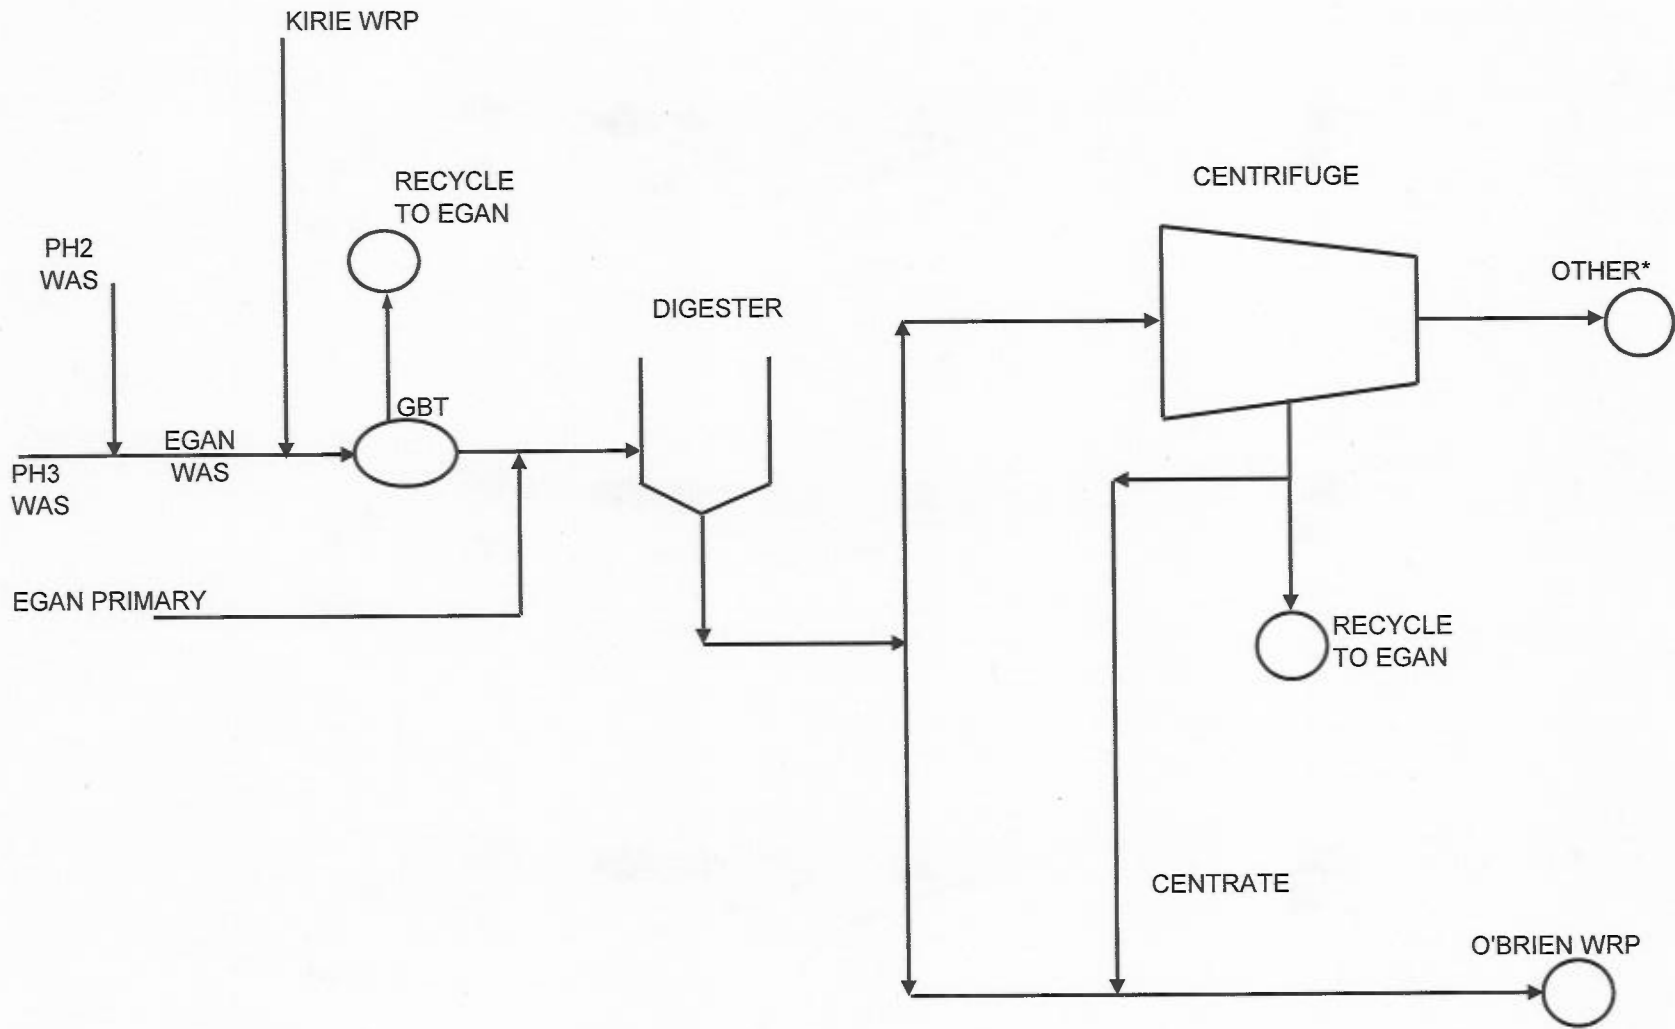 KIRIE WRP
RECYCLE
TO EGAN
PH2
WAS
CENTRIFUGE
OTHER*
DIGESTER
GBT
EGAN
WAS
PH3
WAS
EGAN PRIMARY
RECYCLE
TO EGAN
CENTRATE
O'BRIEN WRP